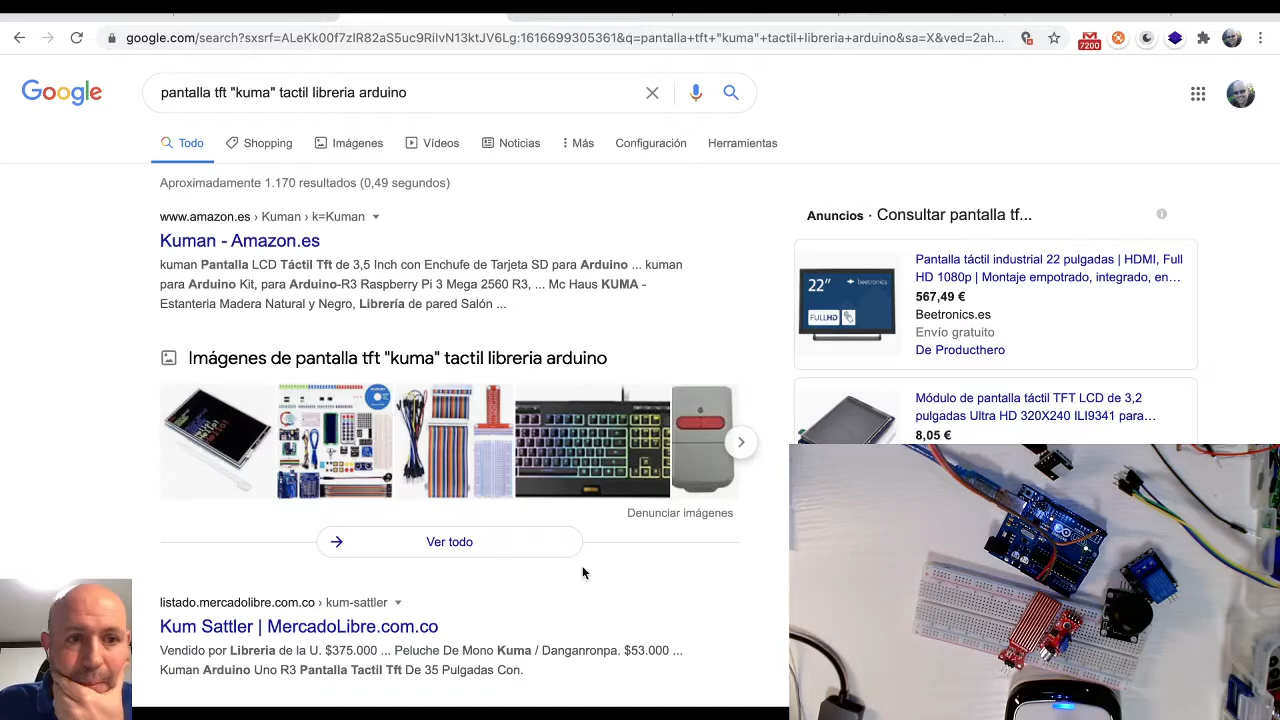 google.com/search?sxsrf=ALeKk00f7zIR82aS5uc9RiIvN13ktJV6Lg:1616699305361&q=pantalla+tft+"kuma"+tactil+libreria+arduino&sa=X&ved=2ah...
7200
Google
pantalla tft "kuma" tactil libreria arduino
Todo
Shopping
Imágenes
Vídeos
Noticias
Más
Configuración
Herramientas
Aproximadamente 1.170 resultados (0,49 segundos)
www.amazon.es › Kuman › k=Kuman
Kuman - Amazon.es
kuman Pantalla LCD Táctil Tft de 3,5 Inch con Enchufe de Tarjeta SD para Arduino ... kuman
para Arduino Kit, para Arduino-R3 Raspberry Pi 3 Mega 2560 R3, ... Mc Haus KUMA -
Estanteria Madera Natural y Negro, Librería de pared Salón ...
Imágenes de pantalla tft "kuma" tactil libreria arduino
Denunciar imágenes
Ver todo
listado.mercadolibre.com.co › kum-sattler
Kum Sattler | MercadoLibre.com.co
Vendido por Libreria de la U. $375.000 ... Peluche De Mono Kuma / Danganronpa. $53.000 ...
Kuman Arduino Uno R3 Pantalla Tactil Tft De 35 Pulgadas Con.
Anuncios · Consultar pantalla tf...
22"
beetronics
FULLHD
Pantalla táctil industrial 22 pulgadas | HDMI, Full
HD 1080p | Montaje empotrado, integrado, en...
567,49 €
Beetronics.es
Envío gratuito
De Producthero
Módulo de pantalla táctil TFT LCD de 3,2
pulgadas Ultra HD 320X240 ILI9341 para...
8,05 €